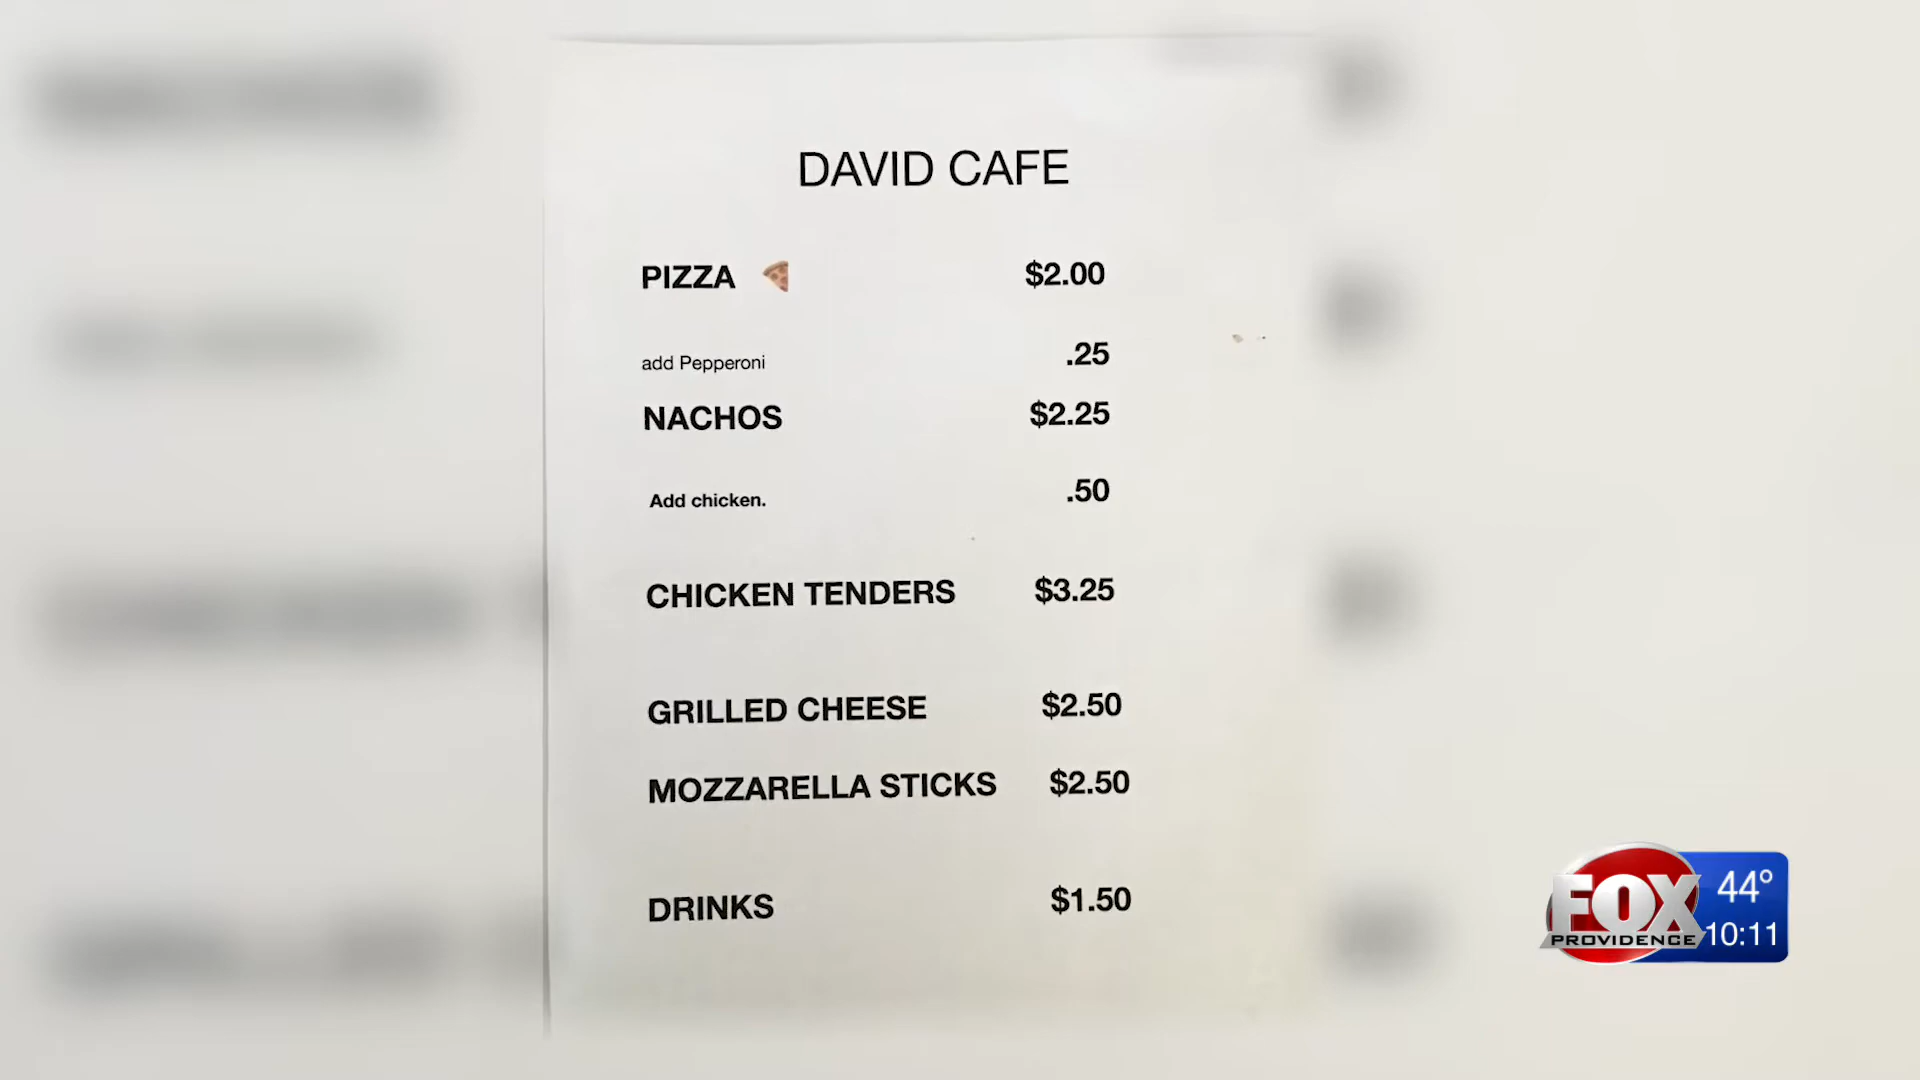 DAVID CAFE
PIZZA 🍕 $2.00
add Pepperoni .25
NACHOS $2.25
Add chicken. .50
CHICKEN TENDERS $3.25
GRILLED CHEESE $2.50
MOZZARELLA STICKS $2.50
DRINKS $1.50
FOX 44°
PROVIDENCE 10:11